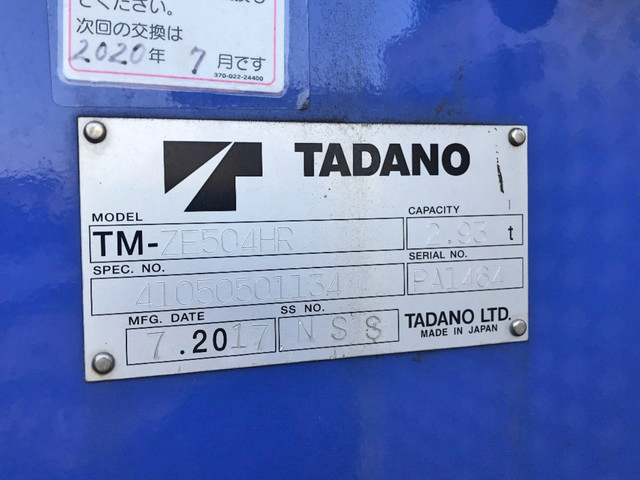 てください。
次回の交換は
2020年 7月です
370-022-24400
TADANO
MODEL
TM-ZE504HR
CAPACITY
2.93 t
SPEC. NO.
41050501134
SERIAL NO.
PA1464
MFG. DATE
7.2017
SS NO.
NSS
TADANO LTD.
MADE IN JAPAN